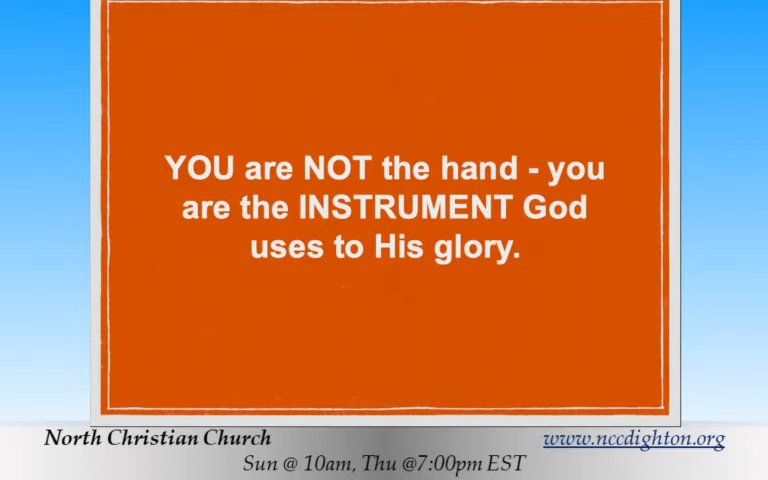 YOU are NOT the hand - you
are the INSTRUMENT God
uses to His glory.
North Christian Church
www.nccdighton.org
Sun @ 10am, Thu @7:00pm EST